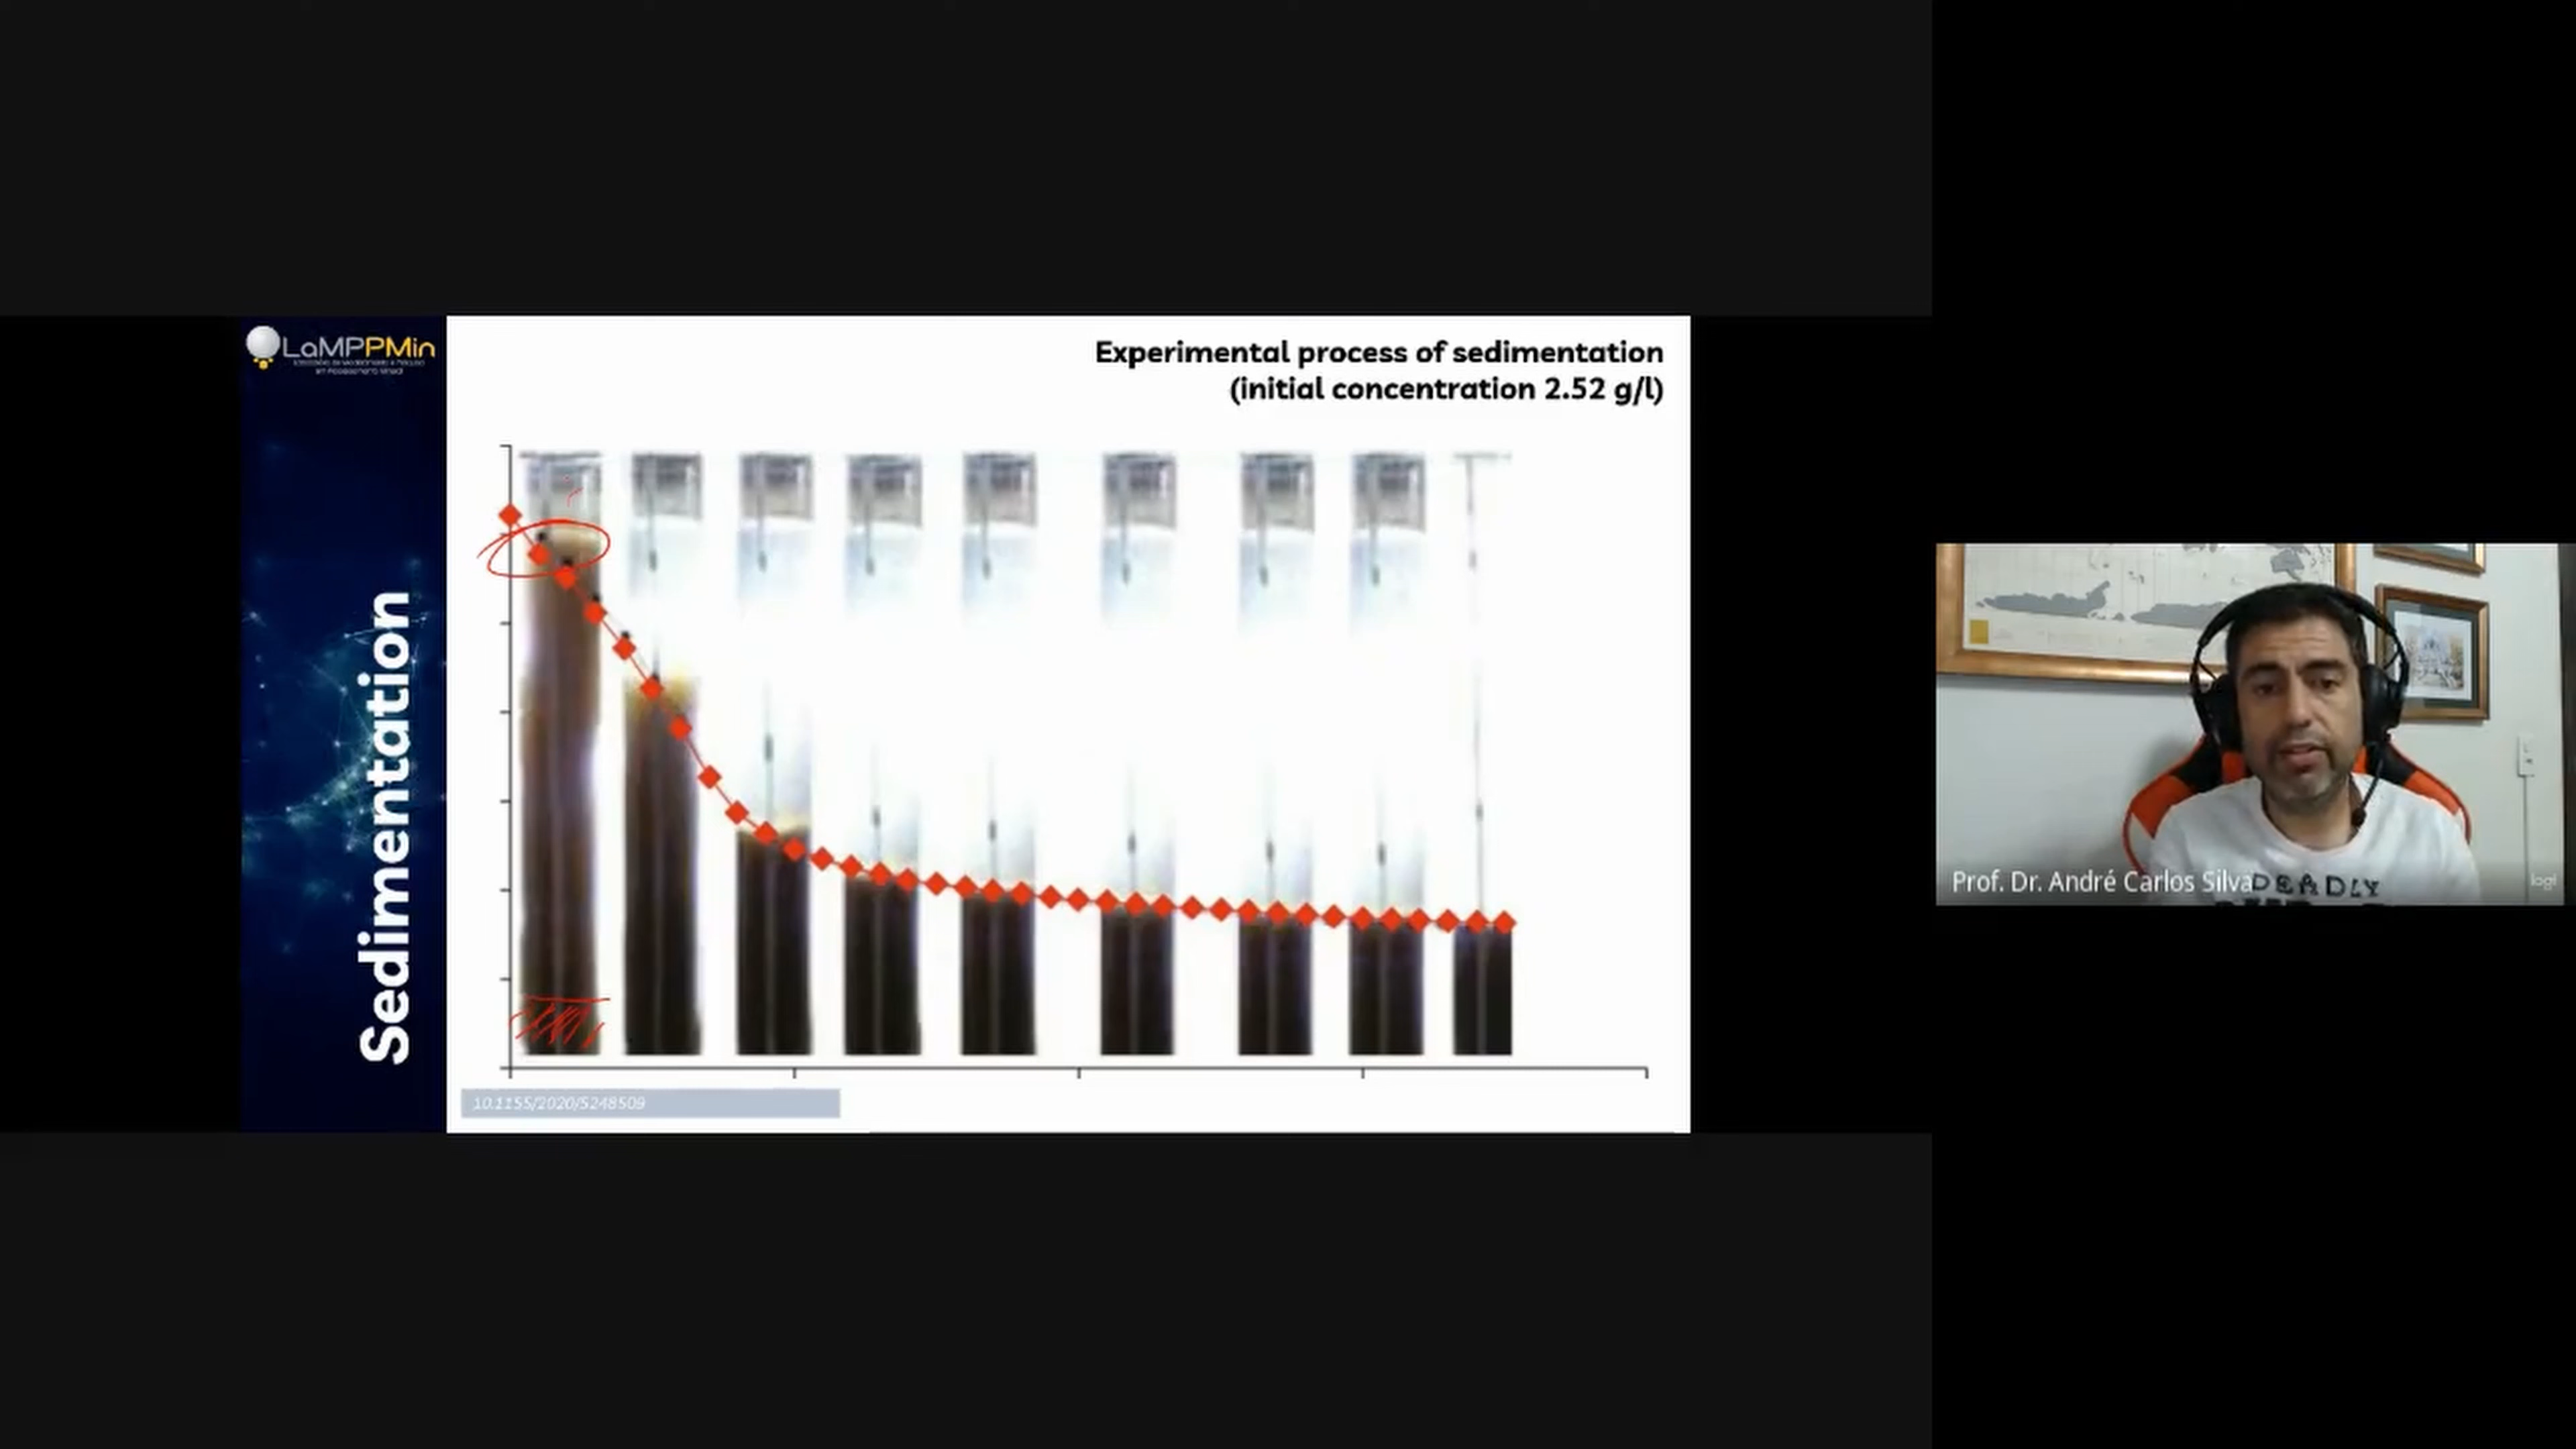 LaMPPMin
Sedimentation
Experimental process of sedimentation
(initial concentration 2.52 g/l)
10.1155/2020/5248509
Prof. Dr. André Carlos Silva
DEADLY
logi